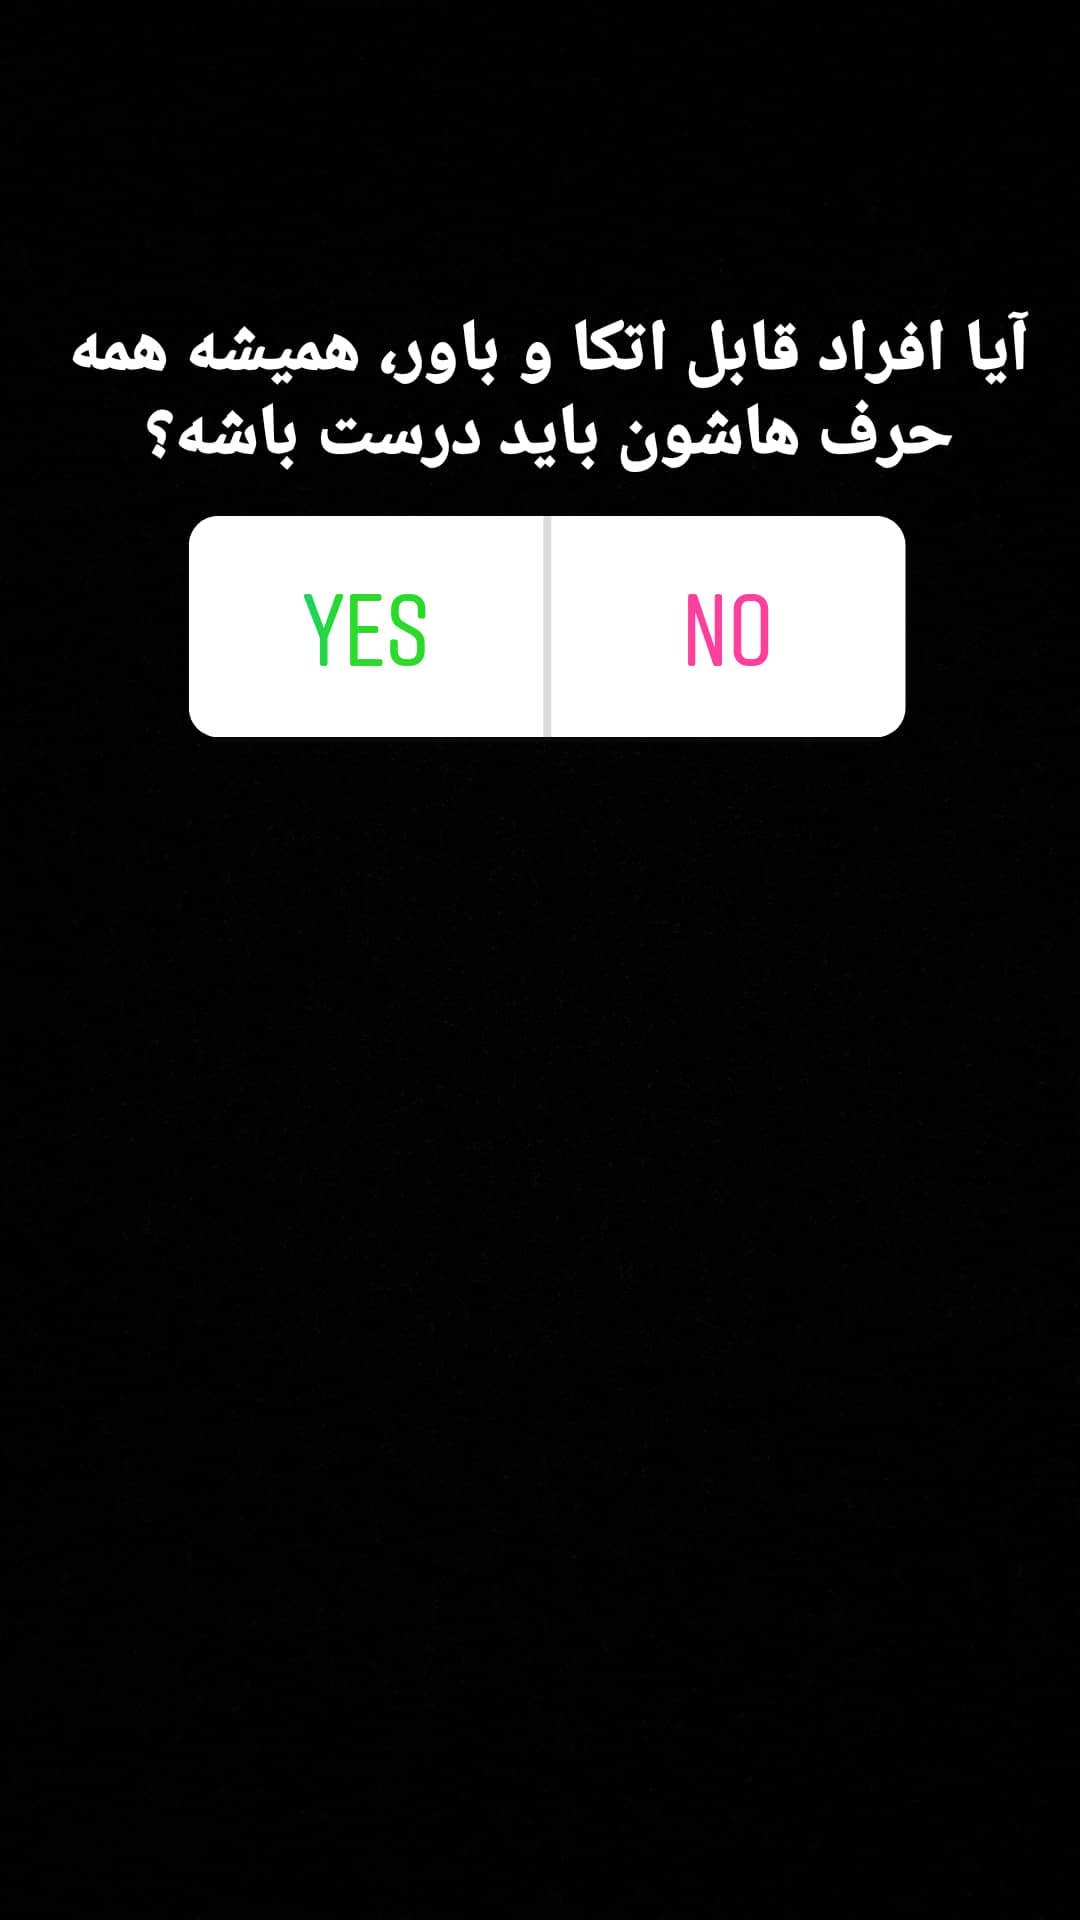 آیا افراد قابل اتکا و باور، همیشه همه
حرف هاشون باید درست باشه؟
YES
NO